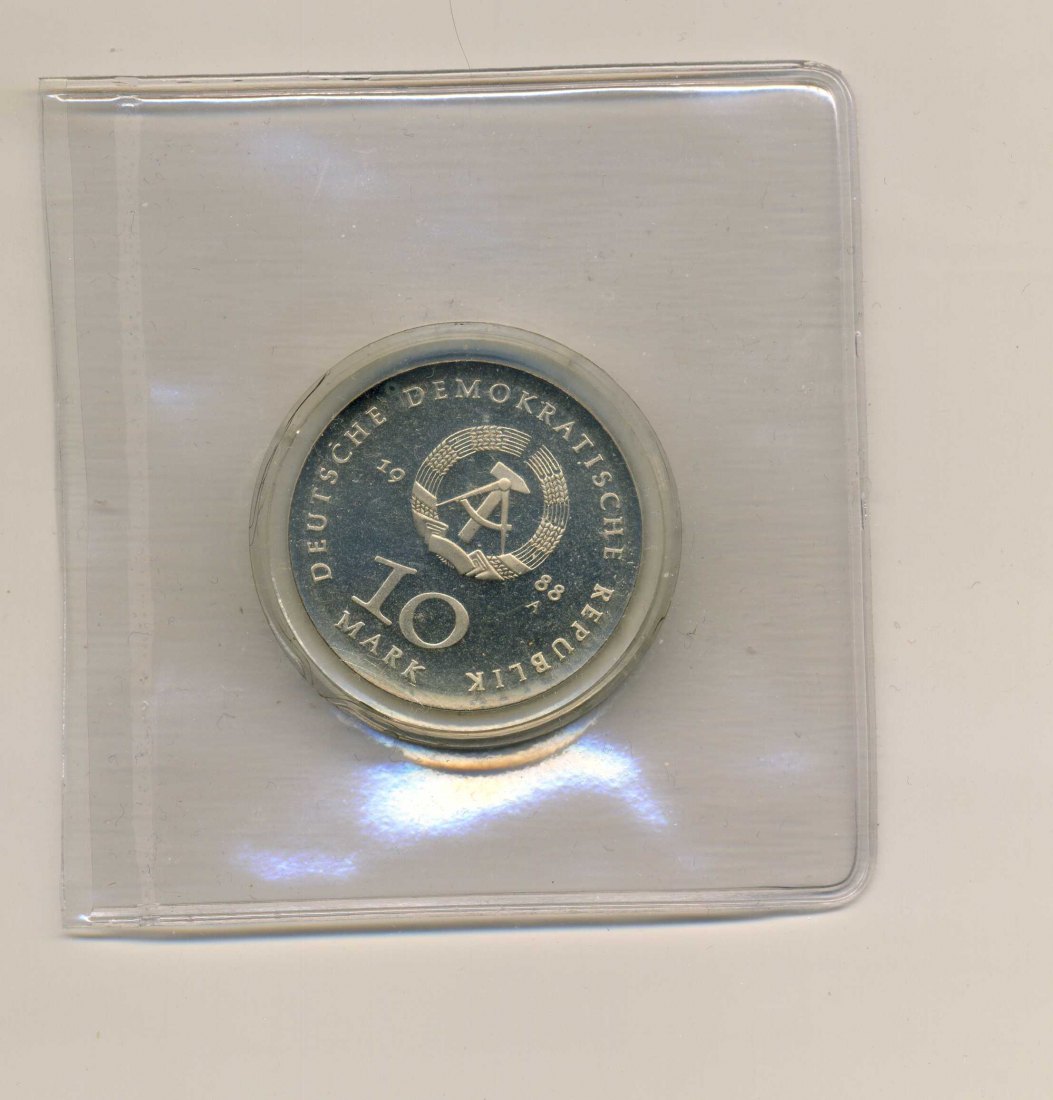 DEUTSCHE DEMOKRATISCHE REPUBLIK
19
88
A
10
MARK